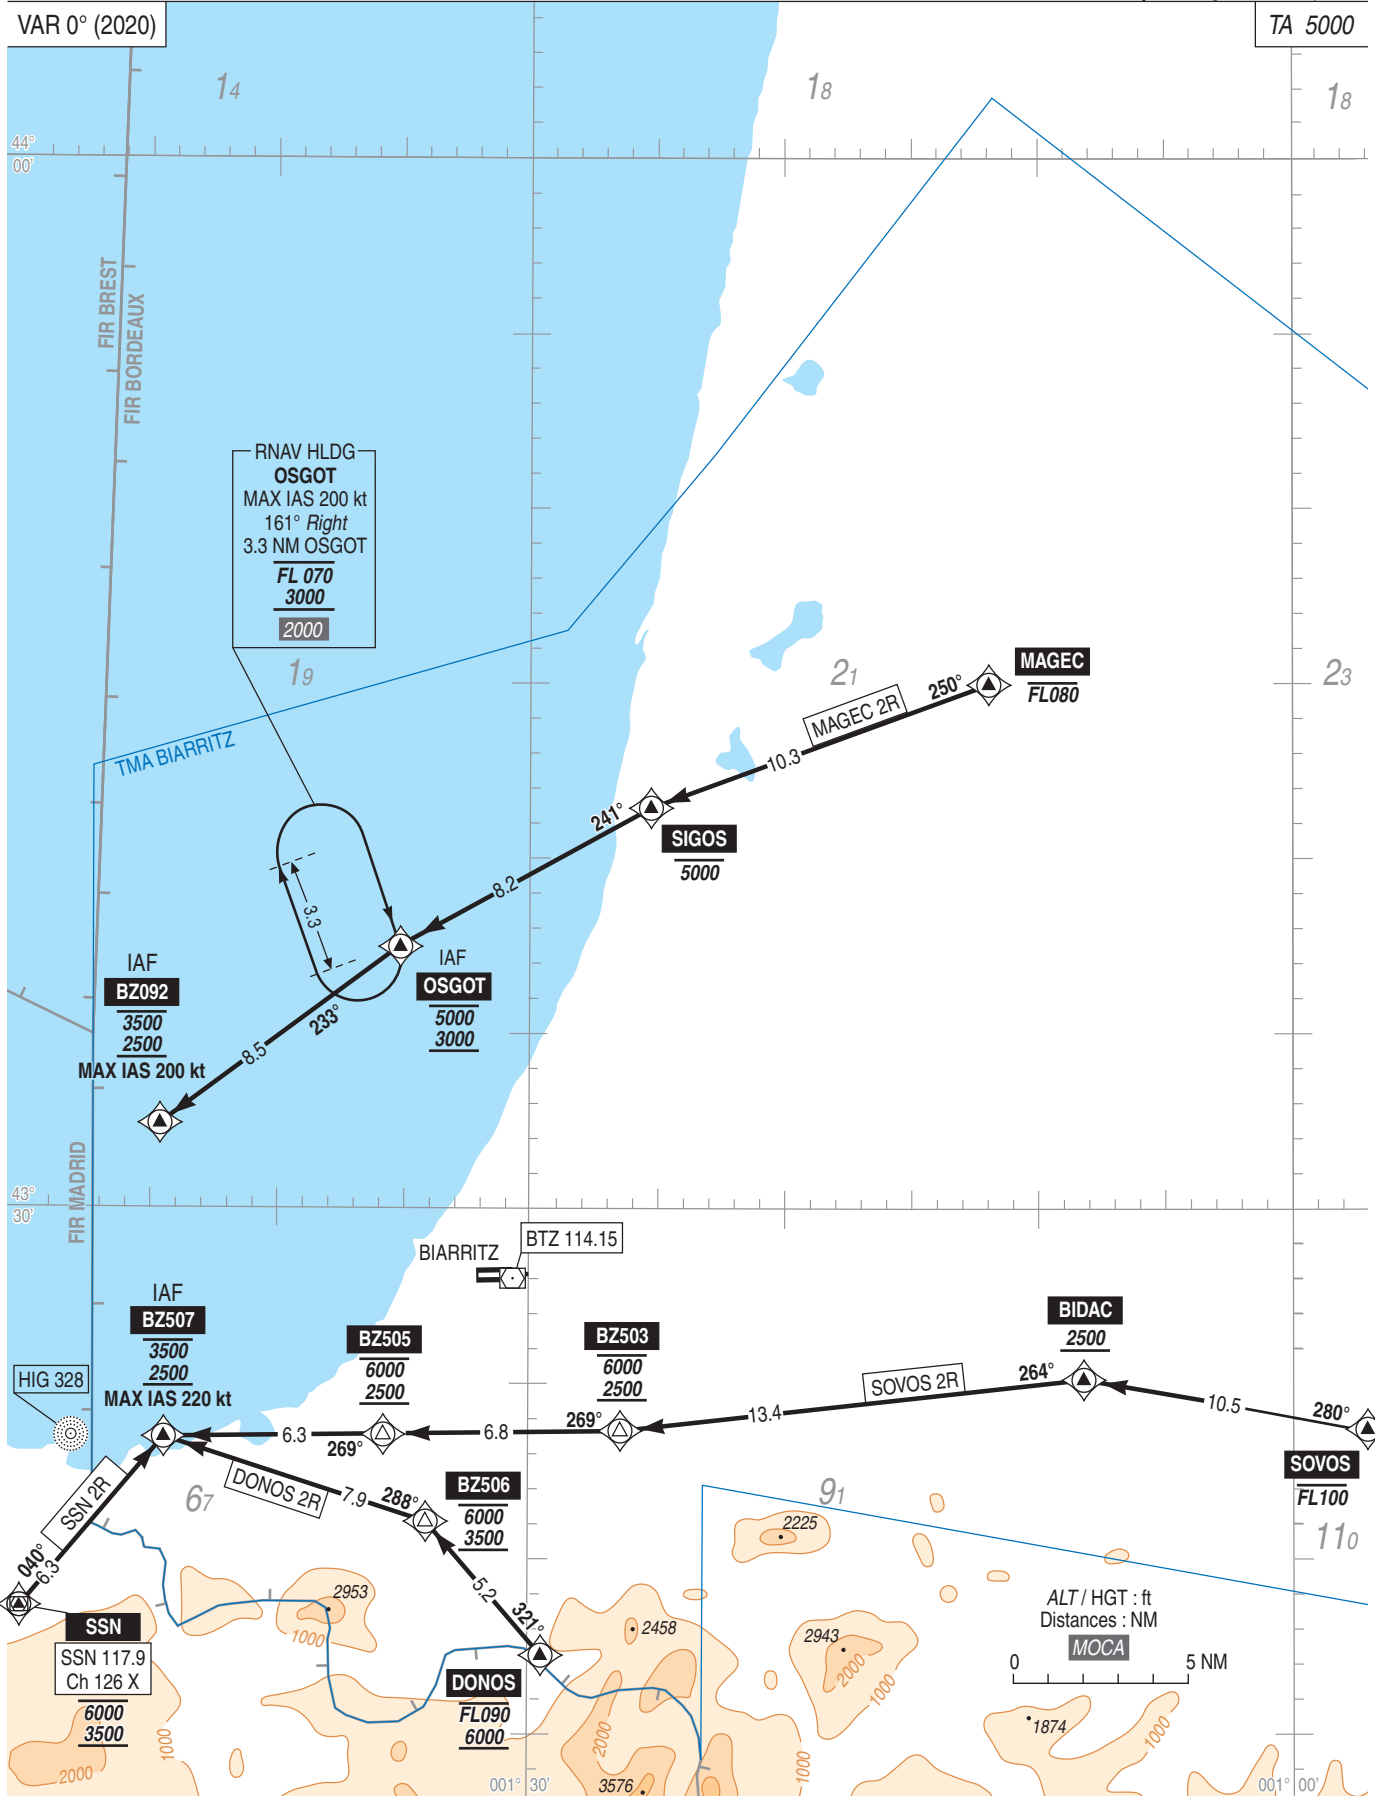 VAR 0° (2020)
TA 5000
14
18
18
44°
00'
FIR BREST
FIR BORDEAUX
RNAV HLDG
OSGOT
MAX IAS 200 kt
161° Right
3.3 NM OSGOT
FL 070
3000
2000
19
21
23
MAGEC
FL080
250°
MAGEC 2R
10.3
TMA BIARRITZ
241°
SIGOS
5000
8.2
3.3
IAF
OSGOT
5000
3000
IAF
BZ092
3500
2500
MAX IAS 200 kt
233°
8.5
FIR MADRID
43°
30'
BIARRITZ
BTZ 114.15
IAF
BZ507
3500
2500
MAX IAS 220 kt
HIG 328
BZ505
6000
2500
BZ503
6000
2500
BIDAC
2500
264°
SOVOS 2R
13.4
10.5
280°
SOVOS
FL100
269°
6.8
6.3
269°
SSN 2R
67
DONOS 2R
7.9
288°
BZ506
6000
3500
91
110
2225
040°
6.3
5.2
321°
2953
1000
2458
2943
2000
1000
ALT / HGT : ft
Distances : NM
MOCA
0
5 NM
SSN
SSN 117.9
Ch 126 X
6000
3500
DONOS
FL090
6000
1000
2000
2000
3576
1000
1874
1000
001° 30'
001° 00'